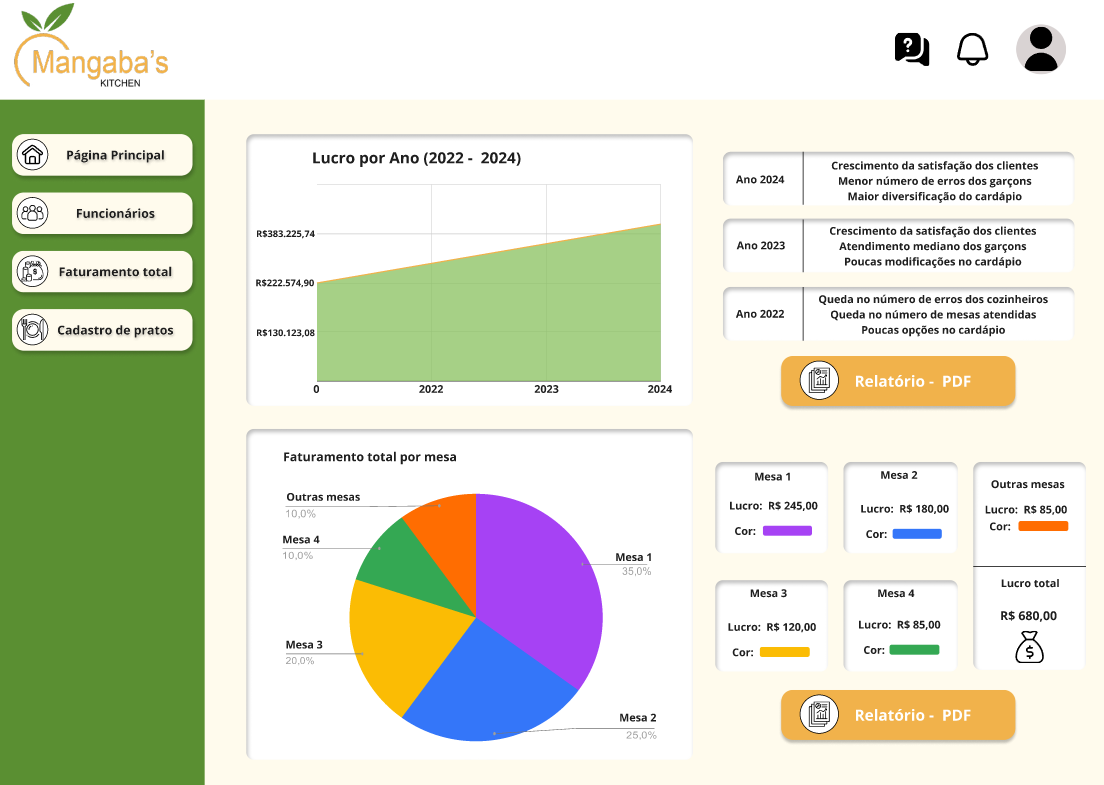 Mangaba's
KITCHEN
?
Página Principal
Funcionários
Faturamento total
Cadastro de pratos
Lucro por Ano (2022 -  2024)
R$383.225,74
R$222.574,90
R$130.123,08
0
2022
2023
2024
Ano 2024
Crescimento da satisfação dos clientes
Menor número de erros dos garçons
Maior diversificação do cardápio
Ano 2023
Crescimento da satisfação dos clientes
Atendimento mediano dos garçons
Poucas modificações no cardápio
Ano 2022
Queda no número de erros dos cozinheiros
Queda no número de mesas atendidas
Poucas opções no cardápio
Relatório -  PDF
Faturamento total por mesa
Outras mesas
10,0%
Mesa 4
10,0%
Mesa 3
20,0%
Mesa 1
35,0%
Mesa 2
25,0%
Mesa 1
Lucro:  R$ 245,00
Cor:
Mesa 2
Lucro:  R$ 180,00
Cor:
Outras mesas
Lucro:  R$ 85,00
Cor:
Mesa 3
Lucro:  R$ 120,00
Cor:
Mesa 4
Lucro:  R$ 85,00
Cor:
Lucro total
R$ 680,00
$
Relatório -  PDF